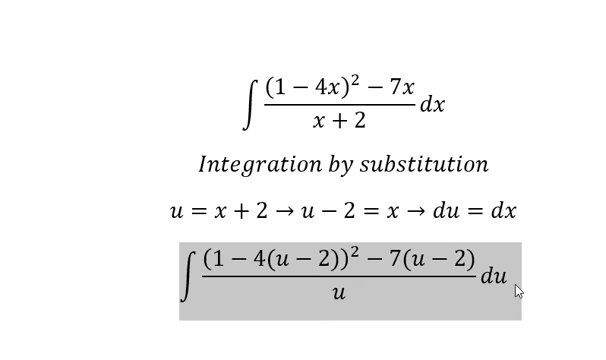 ∫ (1 − 4x)² − 7x / x + 2 dx
Integration by substitution
u = x + 2 → u − 2 = x → du = dx
∫ (1 − 4(u − 2))² − 7(u − 2) / u du